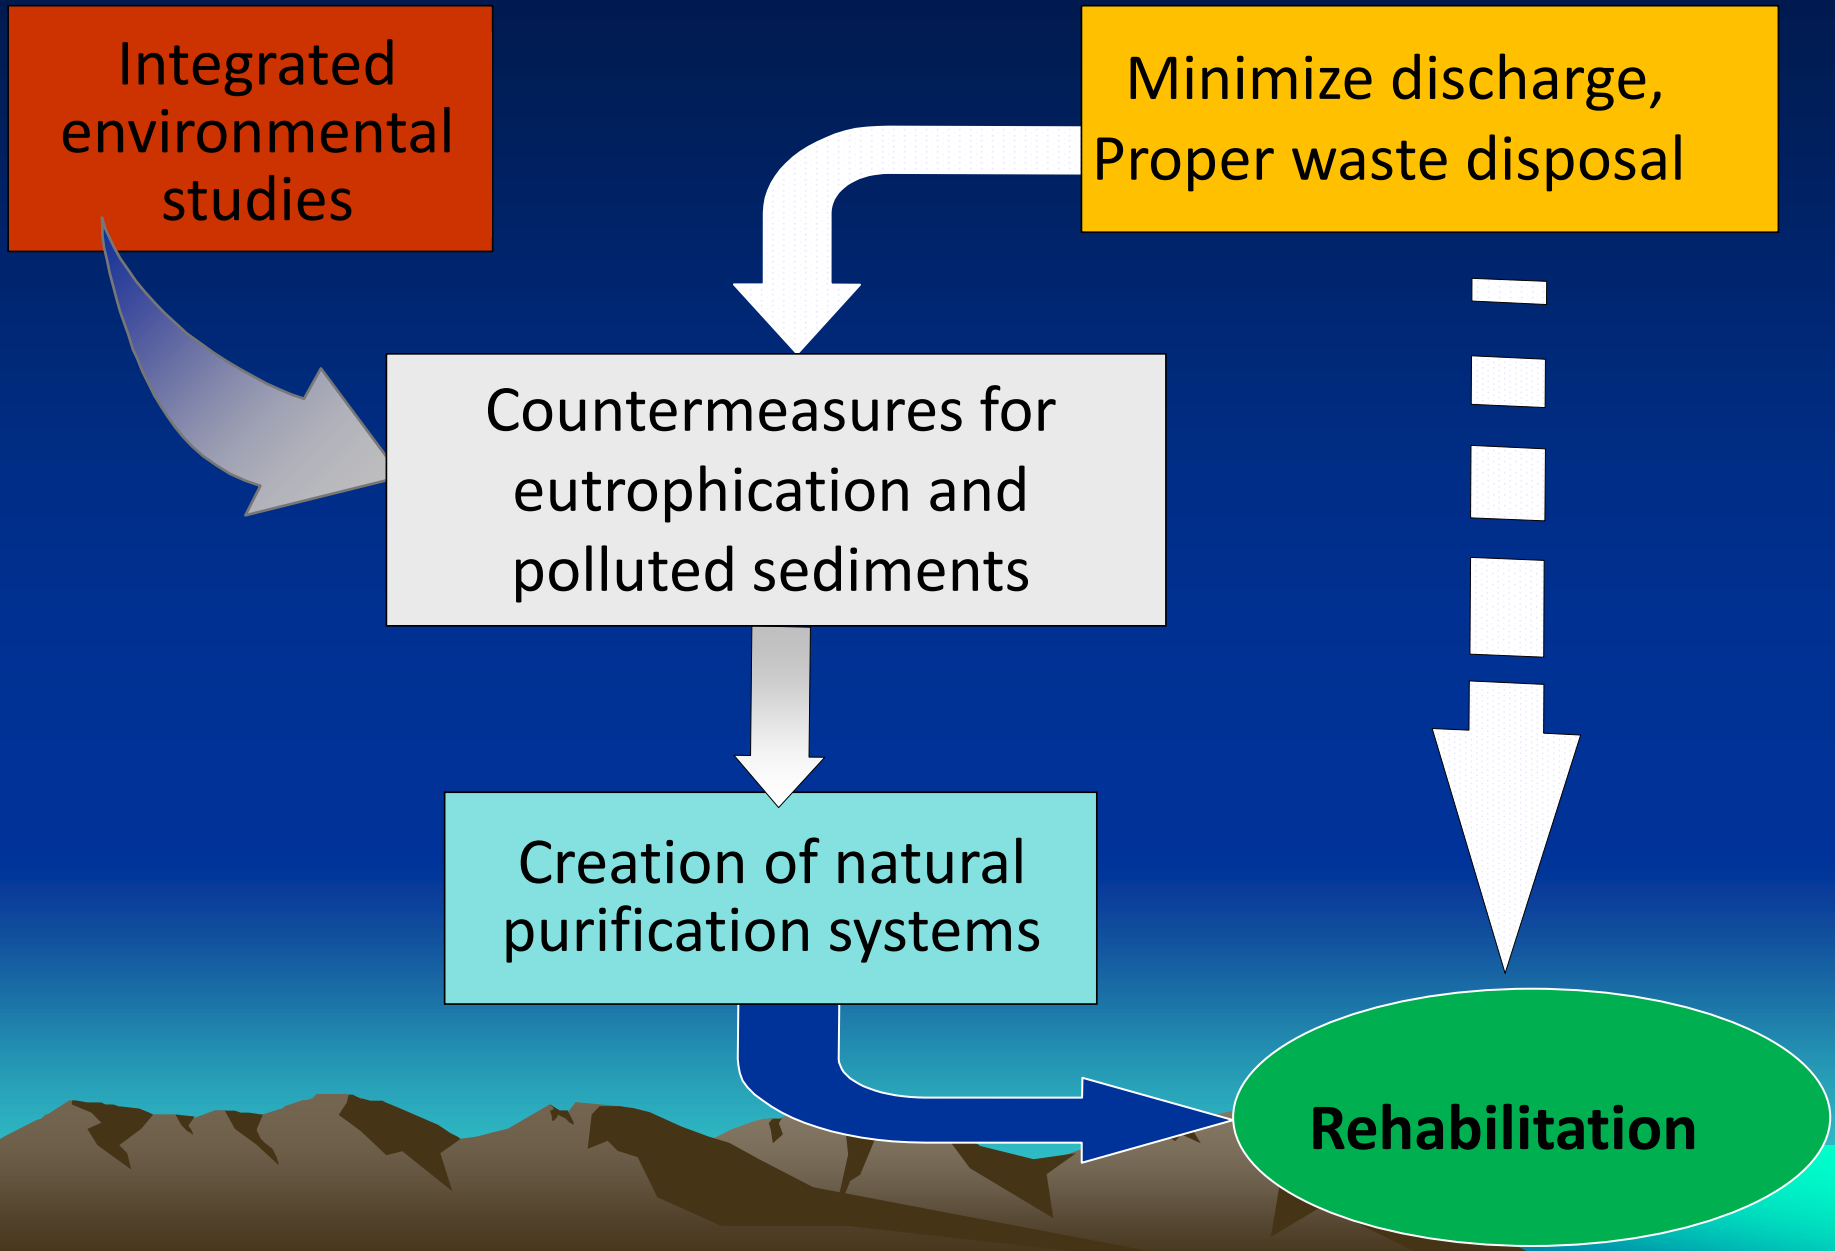 Integrated
environmental
studies
Minimize discharge,
Proper waste disposal
Countermeasures for
eutrophication and
polluted sediments
Creation of natural
purification systems
Rehabilitation